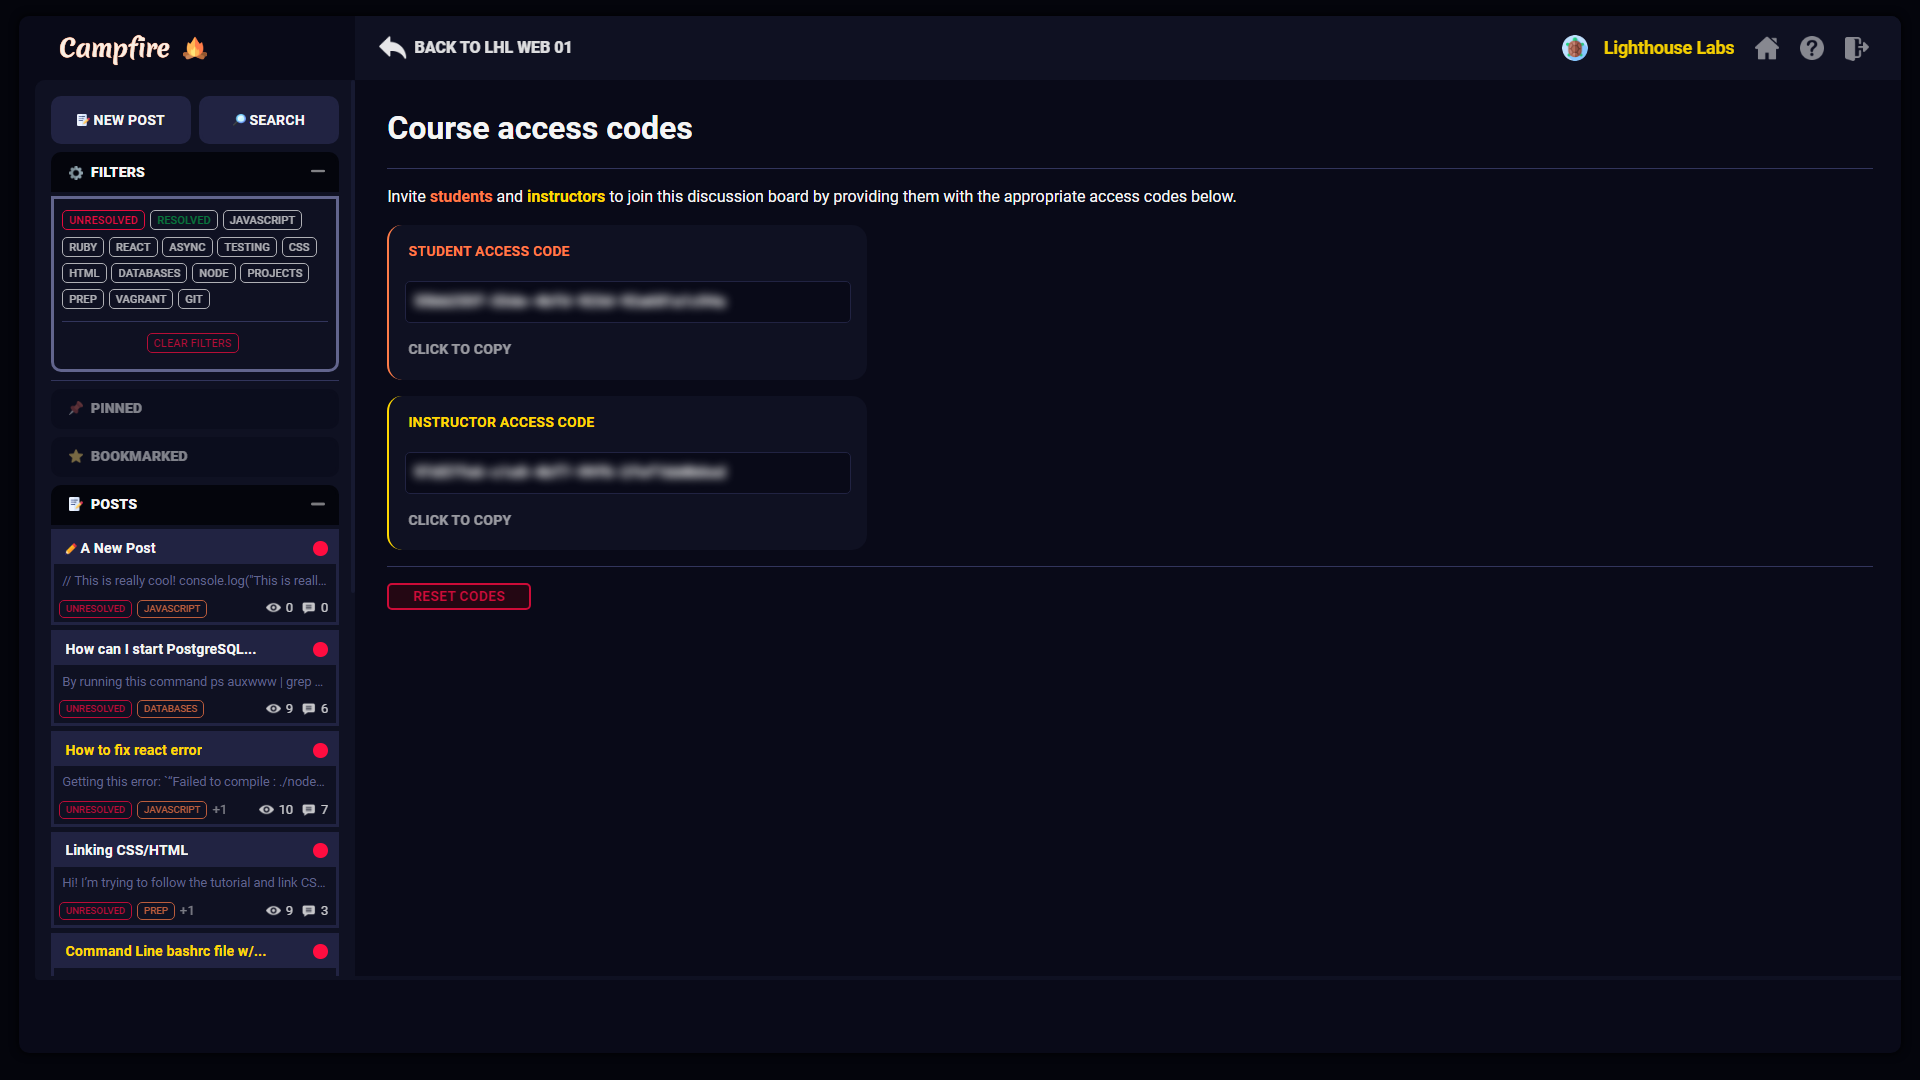 Campfire
BACK TO LHL WEB 01
Lighthouse Labs
NEW POST
SEARCH
FILTERS
UNRESOLVED RESOLVED JAVASCRIPT
RUBY REACT ASYNC TESTING CSS
HTML DATABASES NODE PROJECTS
PREP VAGRANT GIT
CLEAR FILTERS
PINNED
BOOKMARKED
POSTS
A New Post
// This is really cool! console.log("This is reall...
UNRESOLVED JAVASCRIPT 0 0
How can I start PostgreSQL...
By running this command ps auxwww | grep ...
UNRESOLVED DATABASES 9 6
How to fix react error
Getting this error: `"Failed to compile : ./node...
UNRESOLVED JAVASCRIPT +1 10 7
Linking CSS/HTML
Hi! I'm trying to follow the tutorial and link CS...
UNRESOLVED PREP +1 9 3
Command Line bashrc file w/...
Course access codes
Invite students and instructors to join this discussion board by providing them with the appropriate access codes below.
STUDENT ACCESS CODE
CLICK TO COPY
INSTRUCTOR ACCESS CODE
CLICK TO COPY
RESET CODES